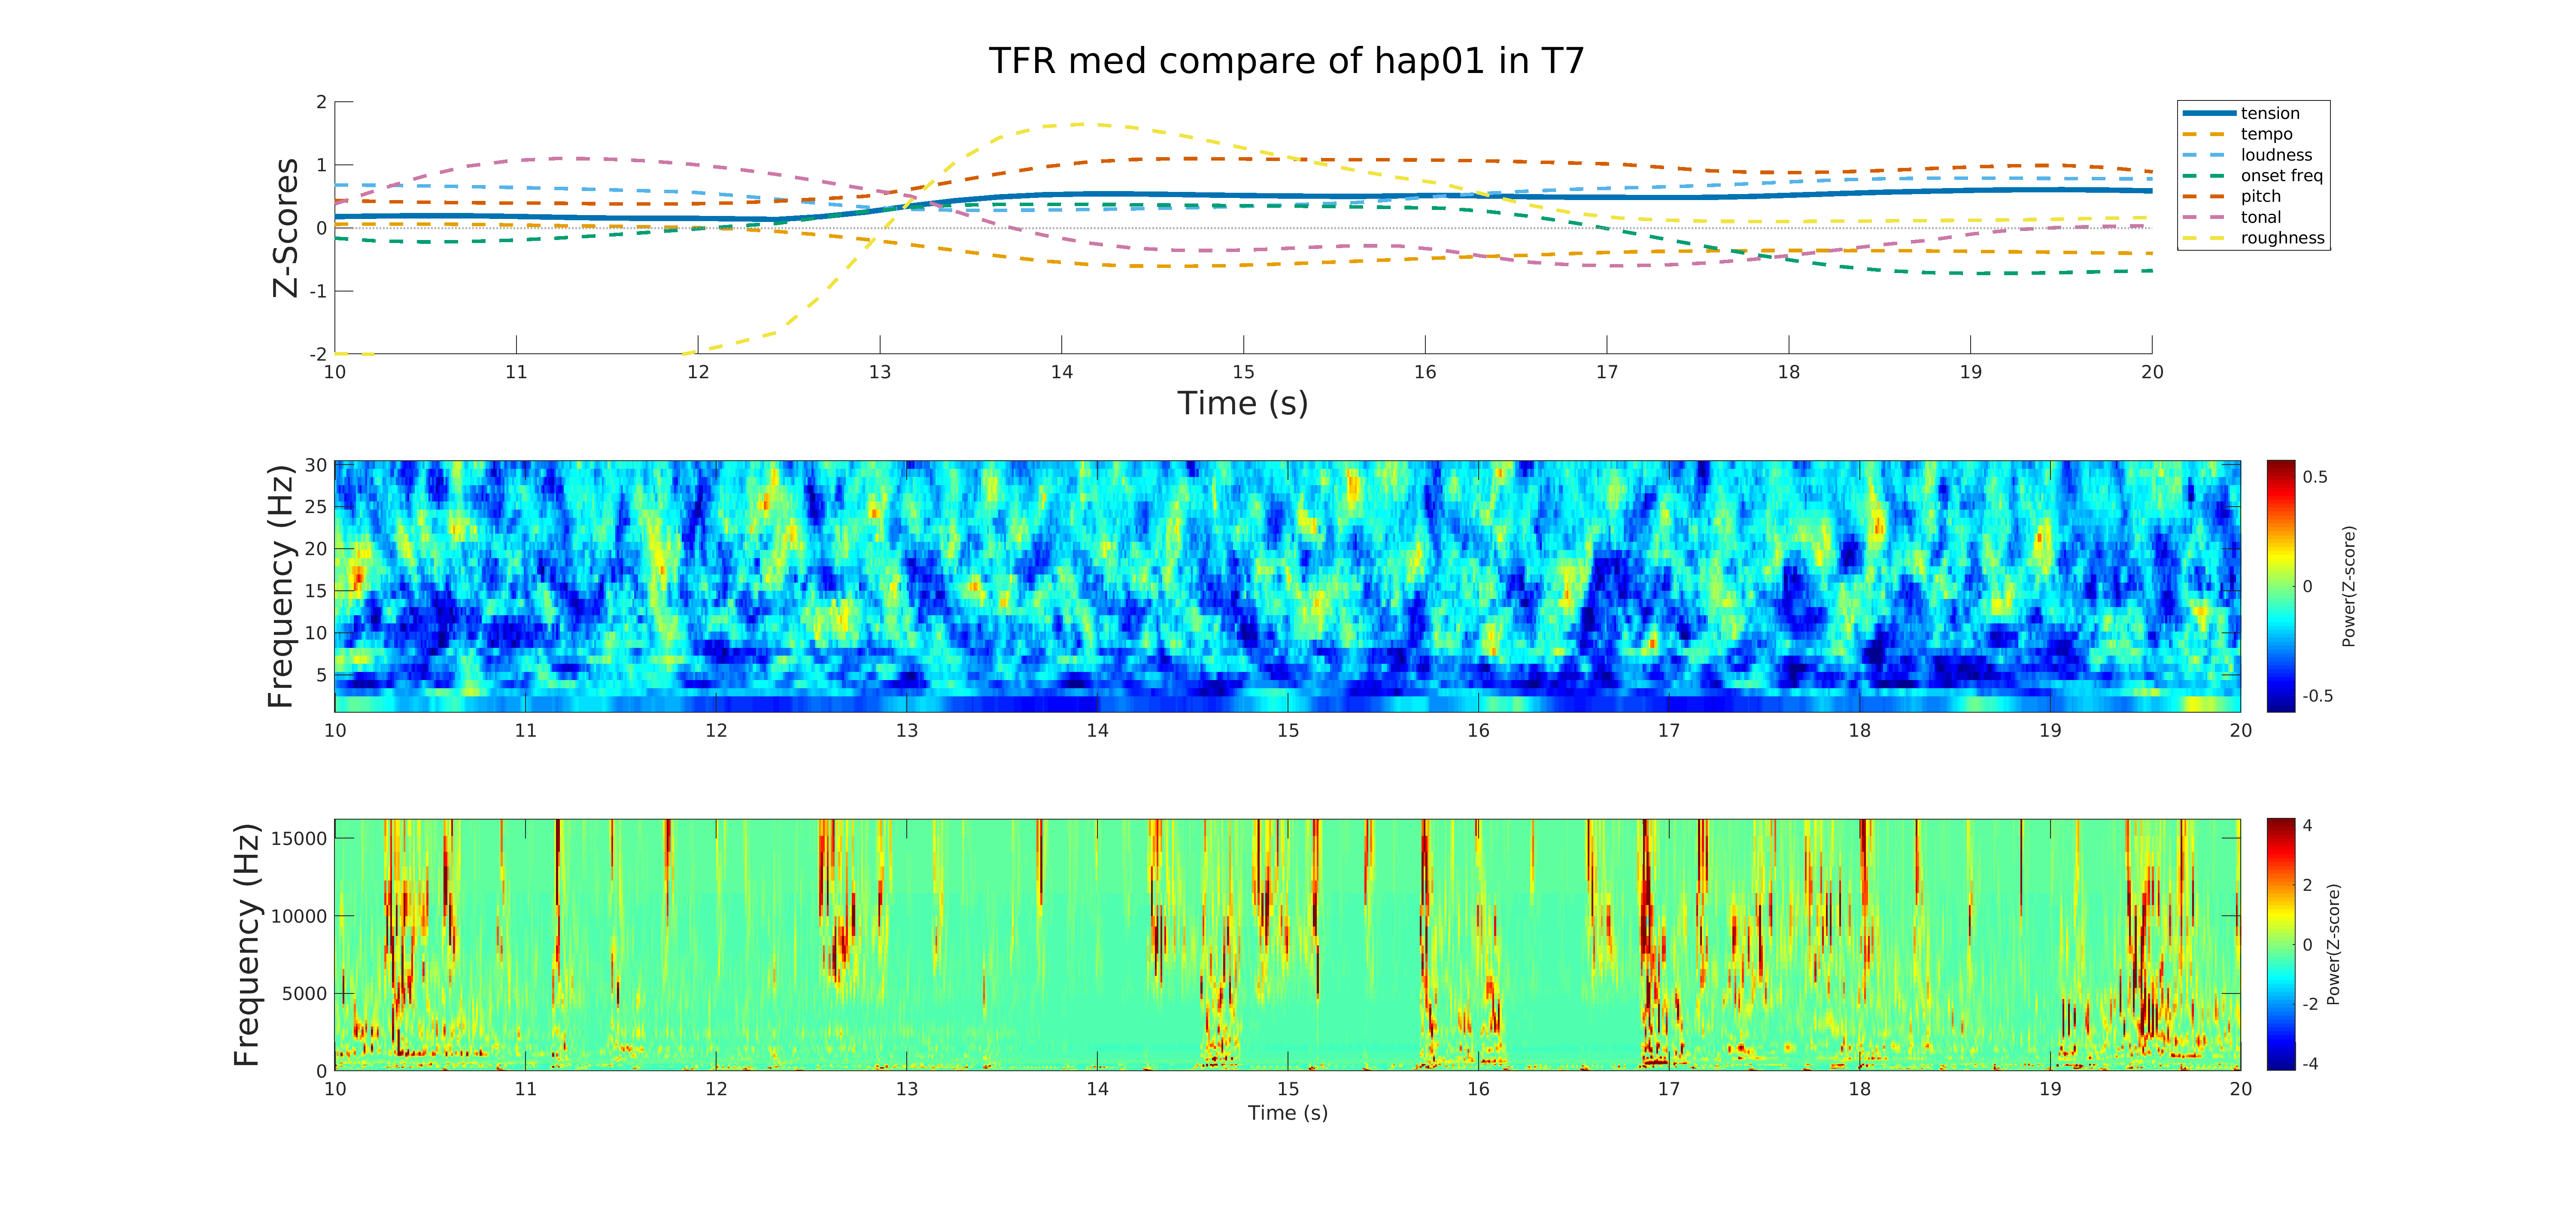 TFR med compare of hap01 in T7
Z-Scores
2
1
0
-1
-2
10 11 12 13 14 15 16 17 18 19 20
Time (s)
tension
tempo
loudness
onset freq
pitch
tonal
roughness
Frequency (Hz)
30
25
20
15
10
5
10 11 12 13 14 15 16 17 18 19 20
0.5
0
-0.5
Power(Z-score)
Frequency (Hz)
15000
10000
5000
0
10 11 12 13 14 15 16 17 18 19 20
Time (s)
4
2
0
-2
-4
Power(Z-score)